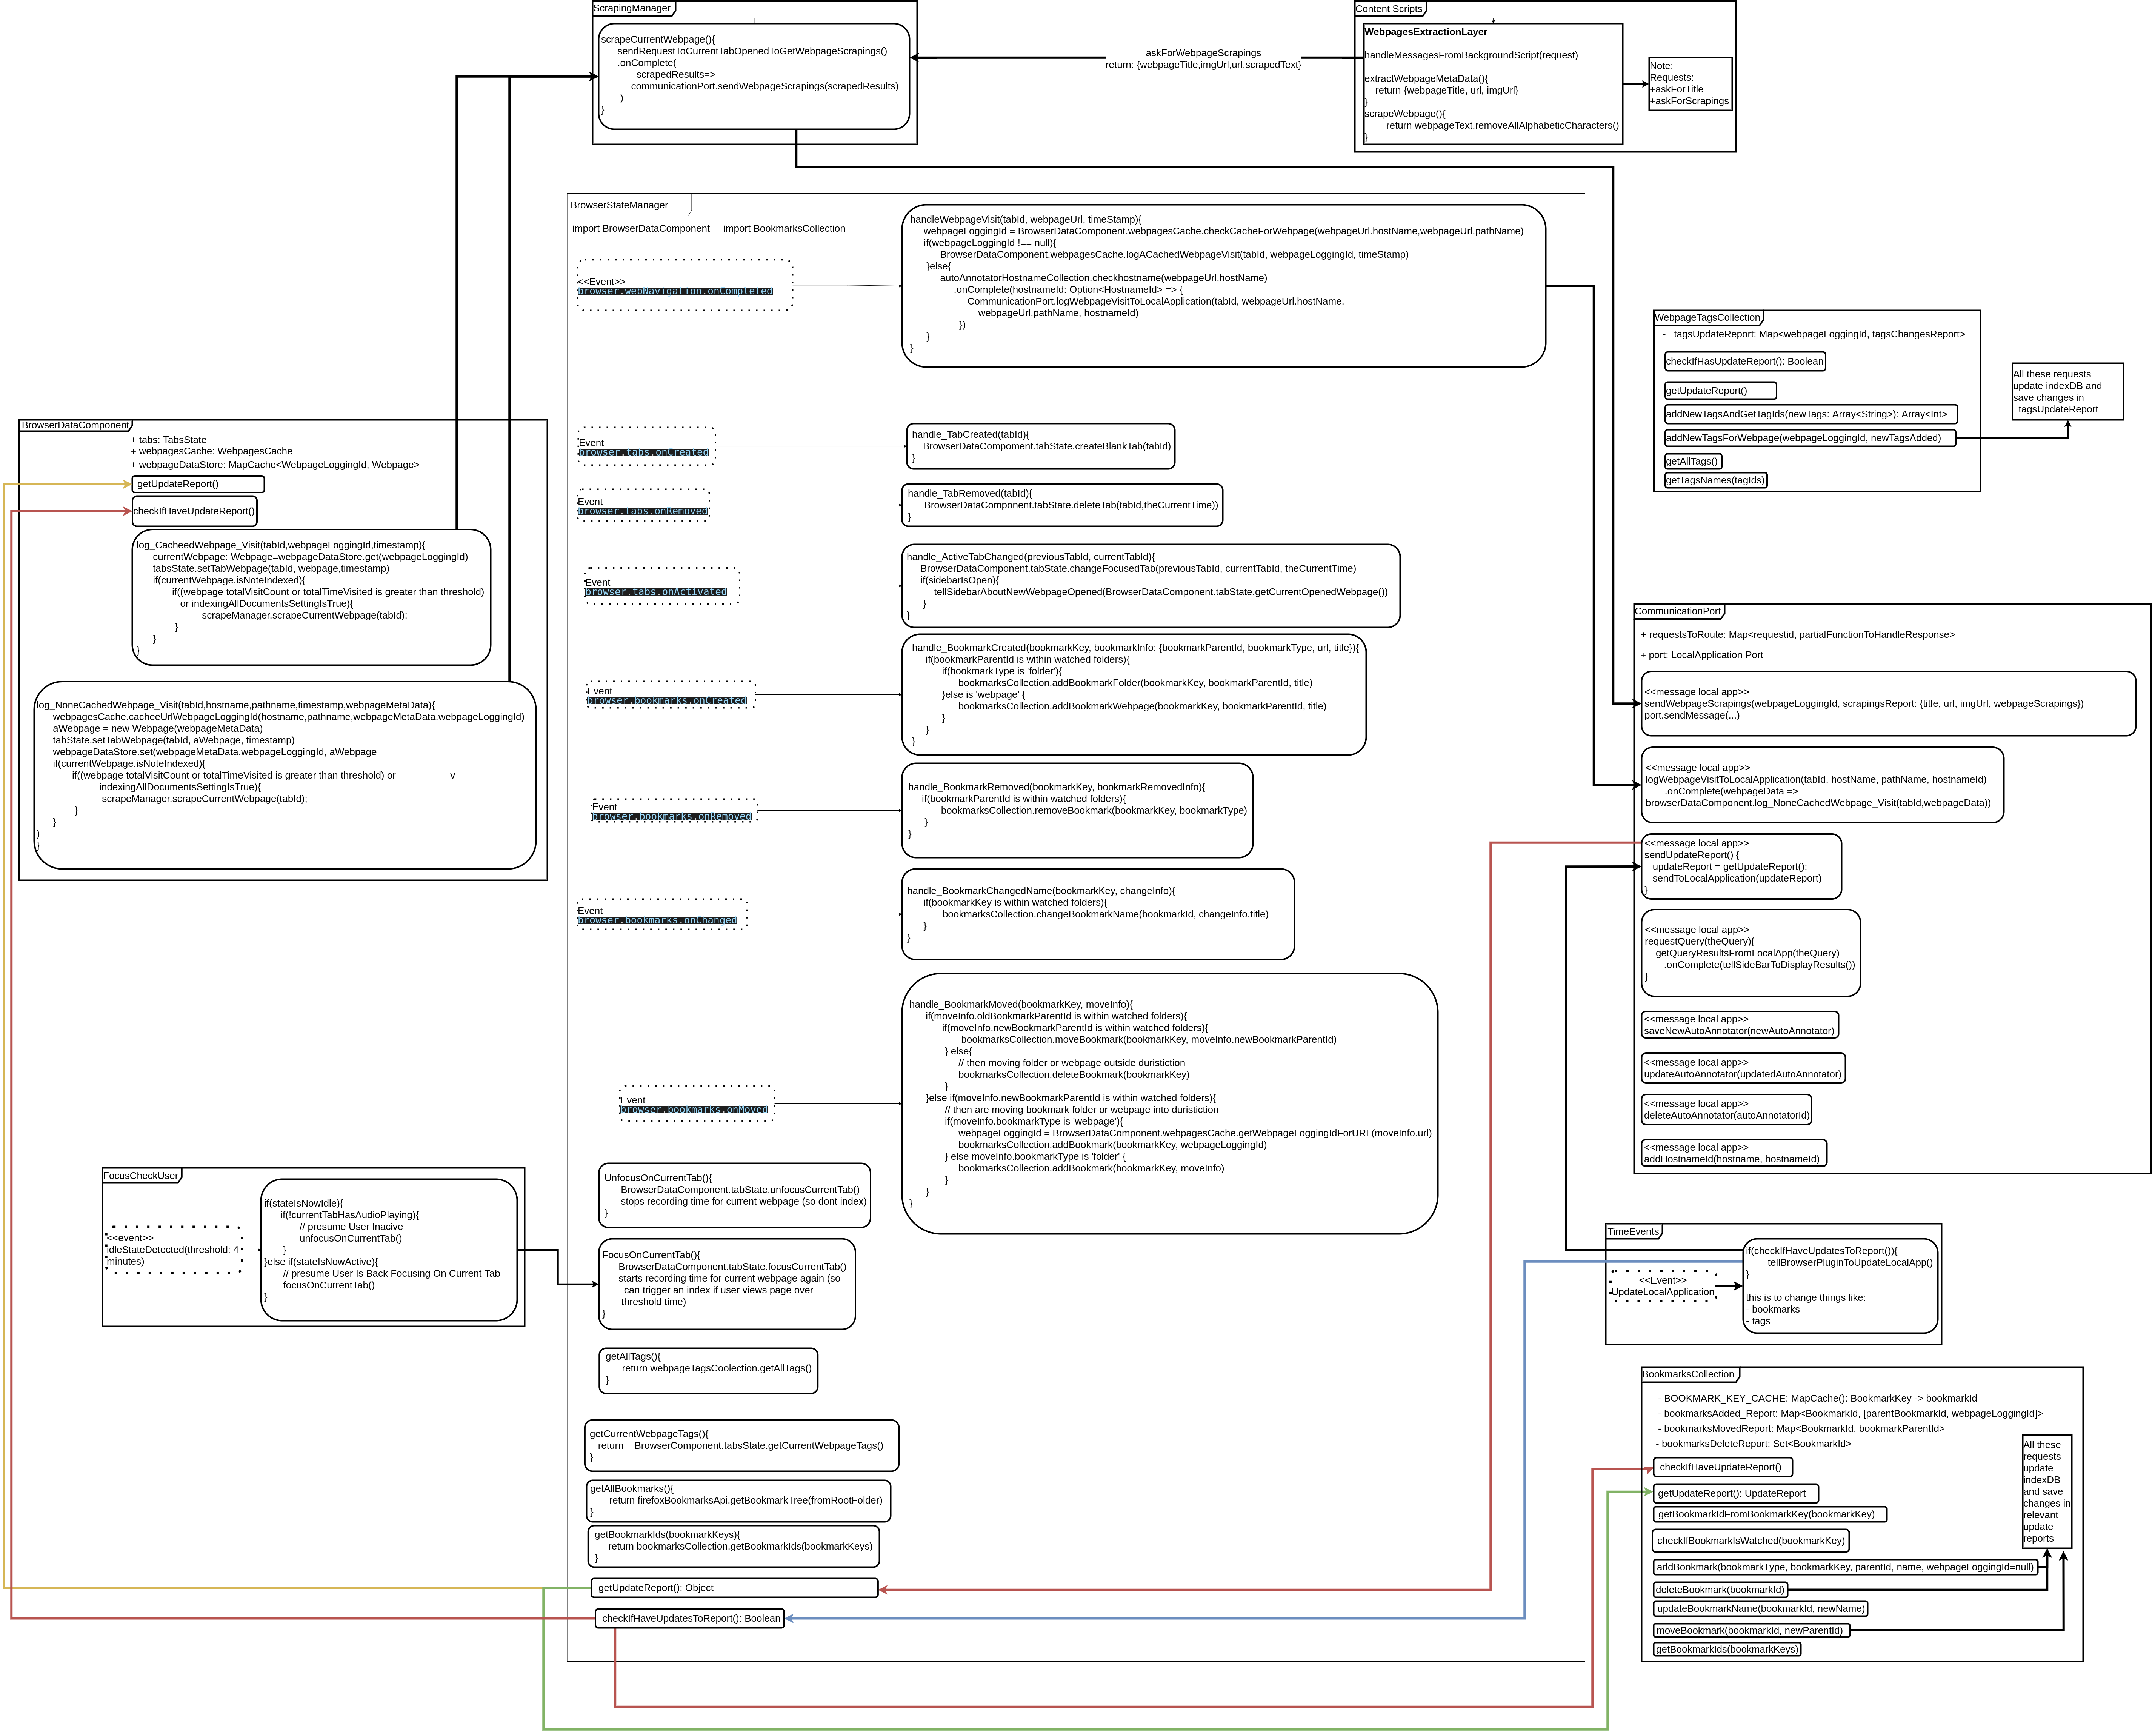 ScrapingManager
scrapeCurrentWebpage(){
sendRequestToCurrentTabOpenedToGetWebpageScrapings()
.onComplete(
scrapedResults=>
communicationPort.sendWebpageScrapings(scrapedResults)
)
}
askForWebpageScrapings
return: {webpageTitle,imgUrl,url,scrapedText}
Content Scripts
WebpagesExtractionLayer
handleMessagesFromBackgroundScript(request)
extractWebpageMetaData(){
return {webpageTitle, url, imgUrl}
}
scrapeWebpage(){
return webpageText.removeAllAlphabeticCharacters()
}
Note:
Requests:
+askForTitle
+askForScrapings
BrowserStateManager
import BrowserDataComponent import BookmarksCollection
<<Event>>
browser.webNavigation.onCompleted
handleWebpageVisit(tabId, webpageUrl, timeStamp){
webpageLoggingId = BrowserDataComponent.webpagesCache.checkCacheForWebpage(webpageUrl.hostName,webpageUrl.pathName)
if(webpageLoggingId !== null){
BrowserDataComponent.webpagesCache.logACachedWebpageVisit(tabId, webpageLoggingId, timeStamp)
}else{
autoAnnotatorHostnameCollection.checkhostname(webpageUrl.hostName)
.onComplete(hostnameId: Option<HostnameId> => {
CommunicationPort.logWebpageVisitToLocalApplication(tabId, webpageUrl.hostName,
webpageUrl.pathName, hostnameId)
})
}
}
Event
browser.tabs.onCreated
handle_TabCreated(tabId){
BrowserDataComponent.tabState.createBlankTab(tabId)
}
Event
browser.tabs.onRemoved
handle_TabRemoved(tabId){
BrowserDataComponent.tabState.deleteTab(tabId,theCurrentTime))
}
Event
browser.tabs.onActivated
handle_ActiveTabChanged(previousTabId, currentTabId){
BrowserDataComponent.tabState.changeFocusedTab(previousTabId, currentTabId, theCurrentTime)
if(sidebarIsOpen){
tellSidebarAboutNewWebpageOpened(BrowserDataComponent.tabState.getCurrentOpenedWebpage())
}
}
Event
browser.bookmarks.onCreated
handle_BookmarkCreated(bookmarkKey, bookmarkInfo: {bookmarkParentId, bookmarkType, url, title}){
if(bookmarkParentId is within watched folders){
if(bookmarkType is 'folder'){
bookmarksCollection.addBookmarkFolder(bookmarkKey, bookmarkParentId, title)
}else is 'webpage' {
bookmarksCollection.addBookmarkWebpage(bookmarkKey, bookmarkParentId, title)
}
}
}
Event
browser.bookmarks.onRemoved
handle_BookmarkRemoved(bookmarkKey, bookmarkRemovedInfo){
if(bookmarkParentId is within watched folders){
bookmarksCollection.removeBookmark(bookmarkKey, bookmarkType)
}
}
Event
browser.bookmarks.onChanged
handle_BookmarkChangedName(bookmarkKey, changeInfo){
if(bookmarkKey is within watched folders){
bookmarksCollection.changeBookmarkName(bookmarkId, changeInfo.title)
}
}
Event
browser.bookmarks.onMoved
handle_BookmarkMoved(bookmarkKey, moveInfo){
if(moveInfo.oldBookmarkParentId is within watched folders){
if(moveInfo.newBookmarkParentId is within watched folders){
bookmarksCollection.moveBookmark(bookmarkKey, moveInfo.newBookmarkParentId)
} else{
// then moving folder or webpage outside duristiction
bookmarksCollection.deleteBookmark(bookmarkKey)
}
}else if(moveInfo.newBookmarkParentId is within watched folders){
// then are moving bookmark folder or webpage into duristiction
if(moveInfo.bookmarkType is 'webpage'){
webpageLoggingId = BrowserDataComponent.webpagesCache.getWebpageLoggingIdForURL(moveInfo.url)
bookmarksCollection.addBookmark(bookmarkKey, webpageLoggingId)
} else moveInfo.bookmarkType is 'folder' {
bookmarksCollection.addBookmark(bookmarkKey, moveInfo)
}
}
}
UnfocusOnCurrentTab(){
BrowserDataComponent.tabState.unfocusCurrentTab()
stops recording time for current webpage (so dont index)
}
FocusOnCurrentTab(){
BrowserDataComponent.tabState.focusCurrentTab()
starts recording time for current webpage again (so
can trigger an index if user views page over
threshold time)
}
getAllTags(){
return webpageTagsCoolection.getAllTags()
}
getCurrentWebpageTags(){
return BrowserComponent.tabsState.getCurrentWebpageTags()
}
getAllBookmarks(){
return firefoxBookmarksApi.getBookmarkTree(fromRootFolder)
}
getBookmarkIds(bookmarkKeys){
return bookmarksCollection.getBookmarkIds(bookmarkKeys)
}
getUpdateReport(): Object
checkIfHaveUpdatesToReport(): Boolean
BrowserDataComponent
+ tabs: TabsState
+ webpagesCache: WebpagesCache
+ webpageDataStore: MapCache<WebpageLoggingId, Webpage>
getUpdateReport()
checkIfHaveUpdateReport()
log_CacheedWebpage_Visit(tabId,webpageLoggingId,timestamp){
currentWebpage: Webpage=webpageDataStore.get(webpageLoggingId)
tabsState.setTabWebpage(tabId, webpage,timestamp)
if(currentWebpage.isNoteIndexed){
if((webpage totalVisitCount or totalTimeVisited is greater than threshold)
or indexingAllDocumentsSettingIsTrue){
scrapeManager.scrapeCurrentWebpage(tabId);
}
}
}
log_NoneCachedWebpage_Visit(tabId,hostname,pathname,timestamp,webpageMetaData){
webpagesCache.cacheeUrlWebpageLoggingId(hostname,pathname,webpageMetaData.webpageLoggingId)
aWebpage = new Webpage(webpageMetaData)
tabState.setTabWebpage(tabId, aWebpage, timestamp)
webpageDataStore.set(webpageMetaData.webpageLoggingId, aWebpage
if(currentWebpage.isNoteIndexed){
if((webpage totalVisitCount or totalTimeVisited is greater than threshold) or v
indexingAllDocumentsSettingIsTrue){
scrapeManager.scrapeCurrentWebpage(tabId);
}
}
)
}
FocusCheckUser
<<event>>
idleStateDetected(threshold: 4
minutes)
if(stateIsNowIdle){
if(!currentTabHasAudioPlaying){
// presume User Inacive
unfocusOnCurrentTab()
}
}else if(stateIsNowActive){
// presume User Is Back Focusing On Current Tab
focusOnCurrentTab()
}
WebpageTagsCollection
- _tagsUpdateReport: Map<webpageLoggingId, tagsChangesReport>
checkIfHasUpdateReport(): Boolean
getUpdateReport()
addNewTagsAndGetTagIds(newTags: Array<String>): Array<Int>
addNewTagsForWebpage(webpageLoggingId, newTagsAdded)
getAllTags()
getTagsNames(tagIds)
All these requests
update indexDB and
save changes in
_tagsUpdateReport
CommunicationPort
+ requestsToRoute: Map<requestid, partialFunctionToHandleResponse>
+ port: LocalApplication Port
<<message local app>>
sendWebpageScrapings(webpageLoggingId, scrapingsReport: {title, url, imgUrl, webpageScrapings})
port.sendMessage(...)
<<message local app>>
logWebpageVisitToLocalApplication(tabId, hostName, pathName, hostnameId)
.onComplete(webpageData =>
browserDataComponent.log_NoneCachedWebpage_Visit(tabId,webpageData))
<<message local app>>
sendUpdateReport() {
updateReport = getUpdateReport();
sendToLocalApplication(updateReport)
}
<<message local app>>
requestQuery(theQuery){
getQueryResultsFromLocalApp(theQuery)
.onComplete(tellSideBarToDisplayResults())
}
<<message local app>>
saveNewAutoAnnotator(newAutoAnnotator)
<<message local app>>
updateAutoAnnotator(updatedAutoAnnotator)
<<message local app>>
deleteAutoAnnotator(autoAnnotatorId)
<<message local app>>
addHostnameId(hostname, hostnameId)
TimeEvents
<<Event>>
UpdateLocalApplication
if(checkIfHaveUpdatesToReport()){
tellBrowserPluginToUpdateLocalApp()
}
this is to change things like:
- bookmarks
- tags
BookmarksCollection
- BOOKMARK_KEY_CACHE: MapCache(): BookmarkKey -> bookmarkId
- bookmarksAdded_Report: Map<BookmarkId, [parentBookmarkId, webpageLoggingId]>
- bookmarksMovedReport: Map<BookmarkId, bookmarkParentId>
- bookmarksDeleteReport: Set<BookmarkId>
checkIfHaveUpdateReport()
getUpdateReport(): UpdateReport
getBookmarkIdFromBookmarkKey(bookmarkKey)
checkIfBookmarkIsWatched(bookmarkKey)
addBookmark(bookmarkType, bookmarkKey, parentId, name, webpageLoggingId=null)
deleteBookmark(bookmarkId)
updateBookmarkName(bookmarkId, newName)
moveBookmark(bookmarkId, newParentId)
getBookmarkIds(bookmarkKeys)
All these
requests
update
indexDB
and save
changes in
relevant
update
reports